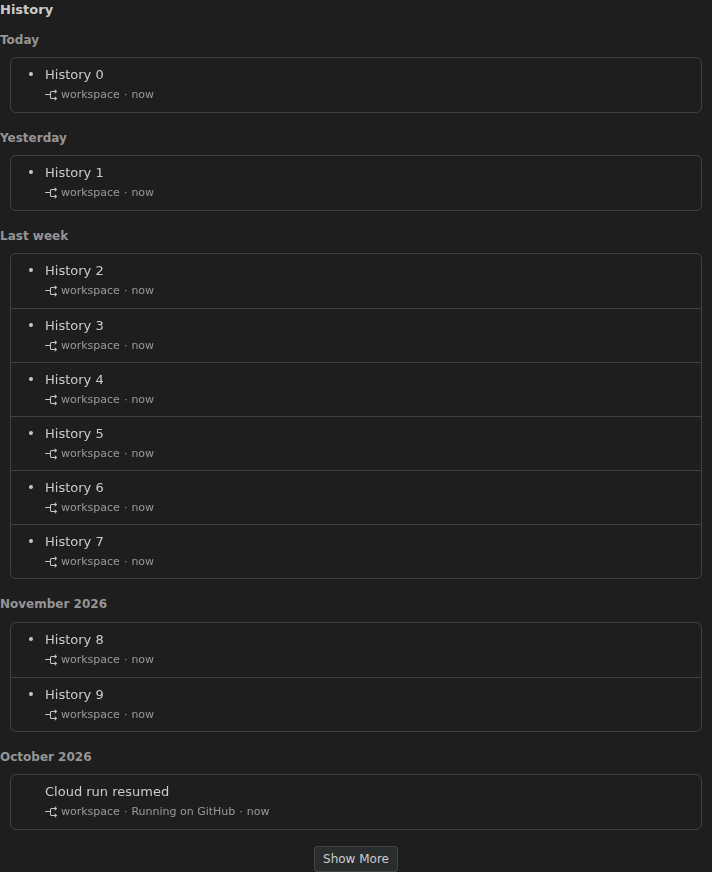 History
Today
• History 0
workspace · now
Yesterday
• History 1
workspace · now
Last week
• History 2
workspace · now
• History 3
workspace · now
• History 4
workspace · now
• History 5
workspace · now
• History 6
workspace · now
• History 7
workspace · now
November 2026
• History 8
workspace · now
• History 9
workspace · now
October 2026
Cloud run resumed
workspace · Running on GitHub · now
Show More